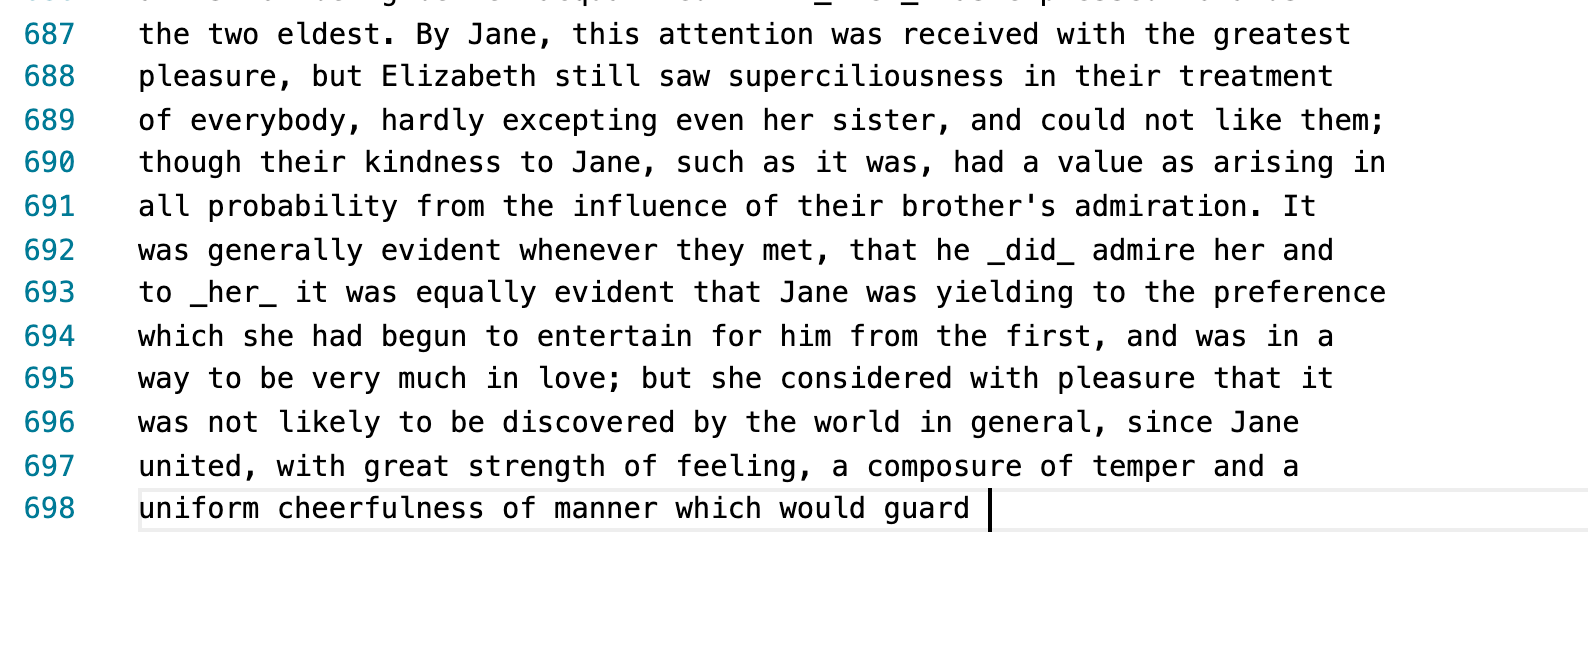 687 the two eldest. By Jane, this attention was received with the greatest
688 pleasure, but Elizabeth still saw superciliousness in their treatment
689 of everybody, hardly excepting even her sister, and could not like them;
690 though their kindness to Jane, such as it was, had a value as arising in
691 all probability from the influence of their brother's admiration. It
692 was generally evident whenever they met, that he _did_ admire her and
693 to _her_ it was equally evident that Jane was yielding to the preference
694 which she had begun to entertain for him from the first, and was in a
695 way to be very much in love; but she considered with pleasure that it
696 was not likely to be discovered by the world in general, since Jane
697 united, with great strength of feeling, a composure of temper and a
698 uniform cheerfulness of manner which would guard